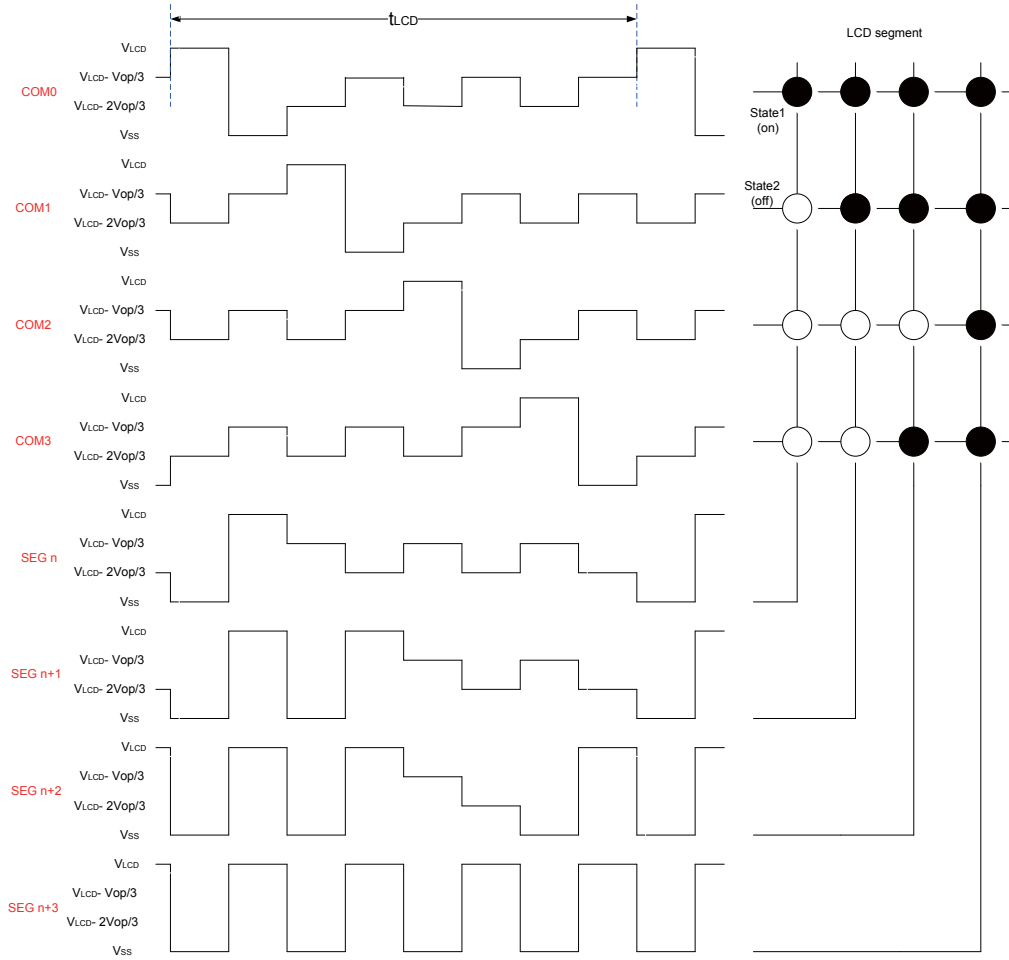 tLCD
LCD segment
VLCD
VLCD- Vop/3
COM0
VLCD- 2Vop/3
VSS
State1
(on)
VLCD
VLCD- Vop/3
COM1
VLCD- 2Vop/3
VSS
State2
(off)
VLCD
VLCD- Vop/3
COM2
VLCD- 2Vop/3
VSS
VLCD
VLCD- Vop/3
COM3
VLCD- 2Vop/3
VSS
VLCD
VLCD- Vop/3
SEG n
VLCD- 2Vop/3
VSS
VLCD
VLCD- Vop/3
SEG n+1
VLCD- 2Vop/3
VSS
VLCD
VLCD- Vop/3
SEG n+2
VLCD- 2Vop/3
VSS
VLCD
VLCD- Vop/3
SEG n+3
VLCD- 2Vop/3
VSS